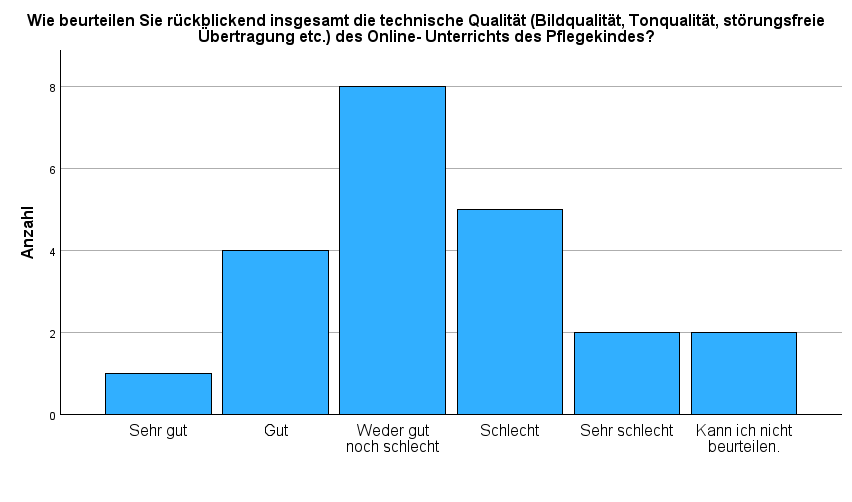 Wie beurteilen Sie rückblickend insgesamt die technische Qualität (Bildqualität, Tonqualität, störungsfreie
Übertragung etc.) des Online- Unterrichts des Pflegekindes?
Anzahl
8
6
4
2
0
Sehr gut
Gut
Weder gut
noch schlecht
Schlecht
Sehr schlecht
Kann ich nicht
beurteilen.